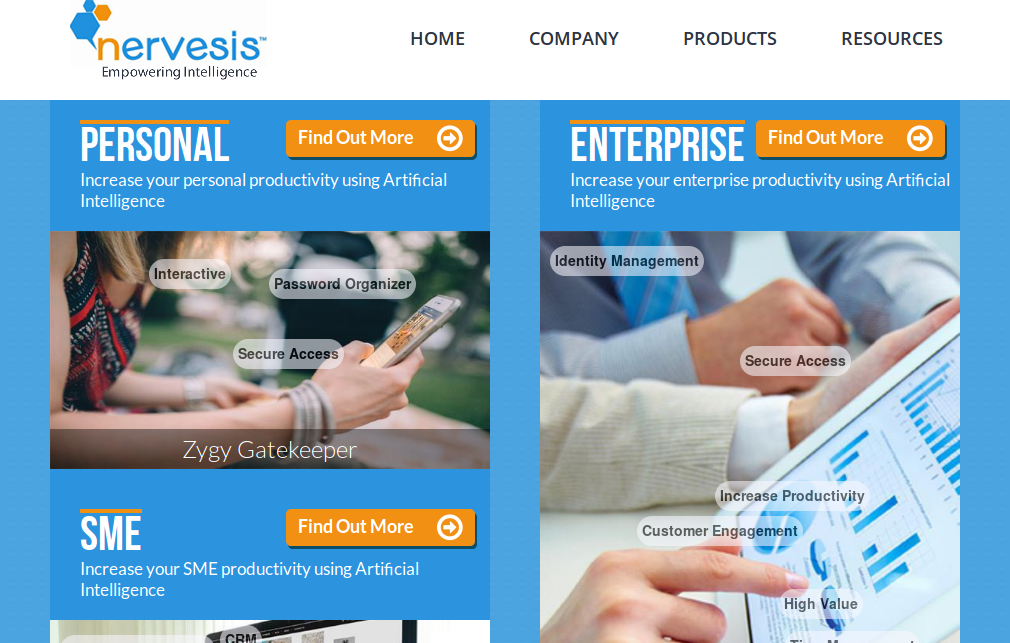 nervesis™
Empowering Intelligence
HOME
COMPANY
PRODUCTS
RESOURCES
PERSONAL
Find Out More
Increase your personal productivity using Artificial
Intelligence
Interactive
Password Organizer
Secure Access
Zygy Gatekeeper
SME
Find Out More
Increase your SME productivity using Artificial
Intelligence
CRM
ENTERPRISE
Find Out More
Increase your enterprise productivity using Artificial
Intelligence
Identity Management
Secure Access
Increase Productivity
Customer Engagement
High Value